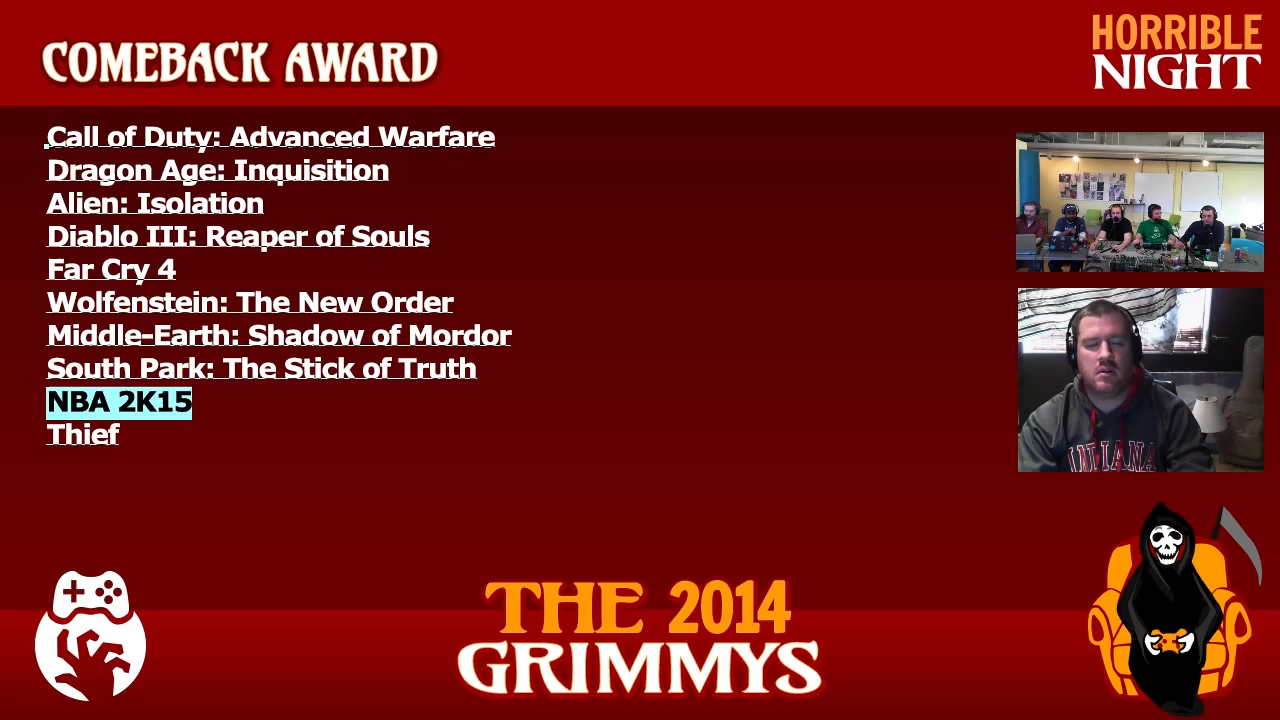 COMEBACK AWARD
HORRIBLE
NIGHT
Call of Duty: Advanced Warfare
Dragon Age: Inquisition
Alien: Isolation
Diablo III: Reaper of Souls
Far Cry 4
Wolfenstein: The New Order
Middle-Earth: Shadow of Mordor
South Park: The Stick of Truth
NBA 2K15
Thief
INDIANA
THE 2014
GRIMMYS